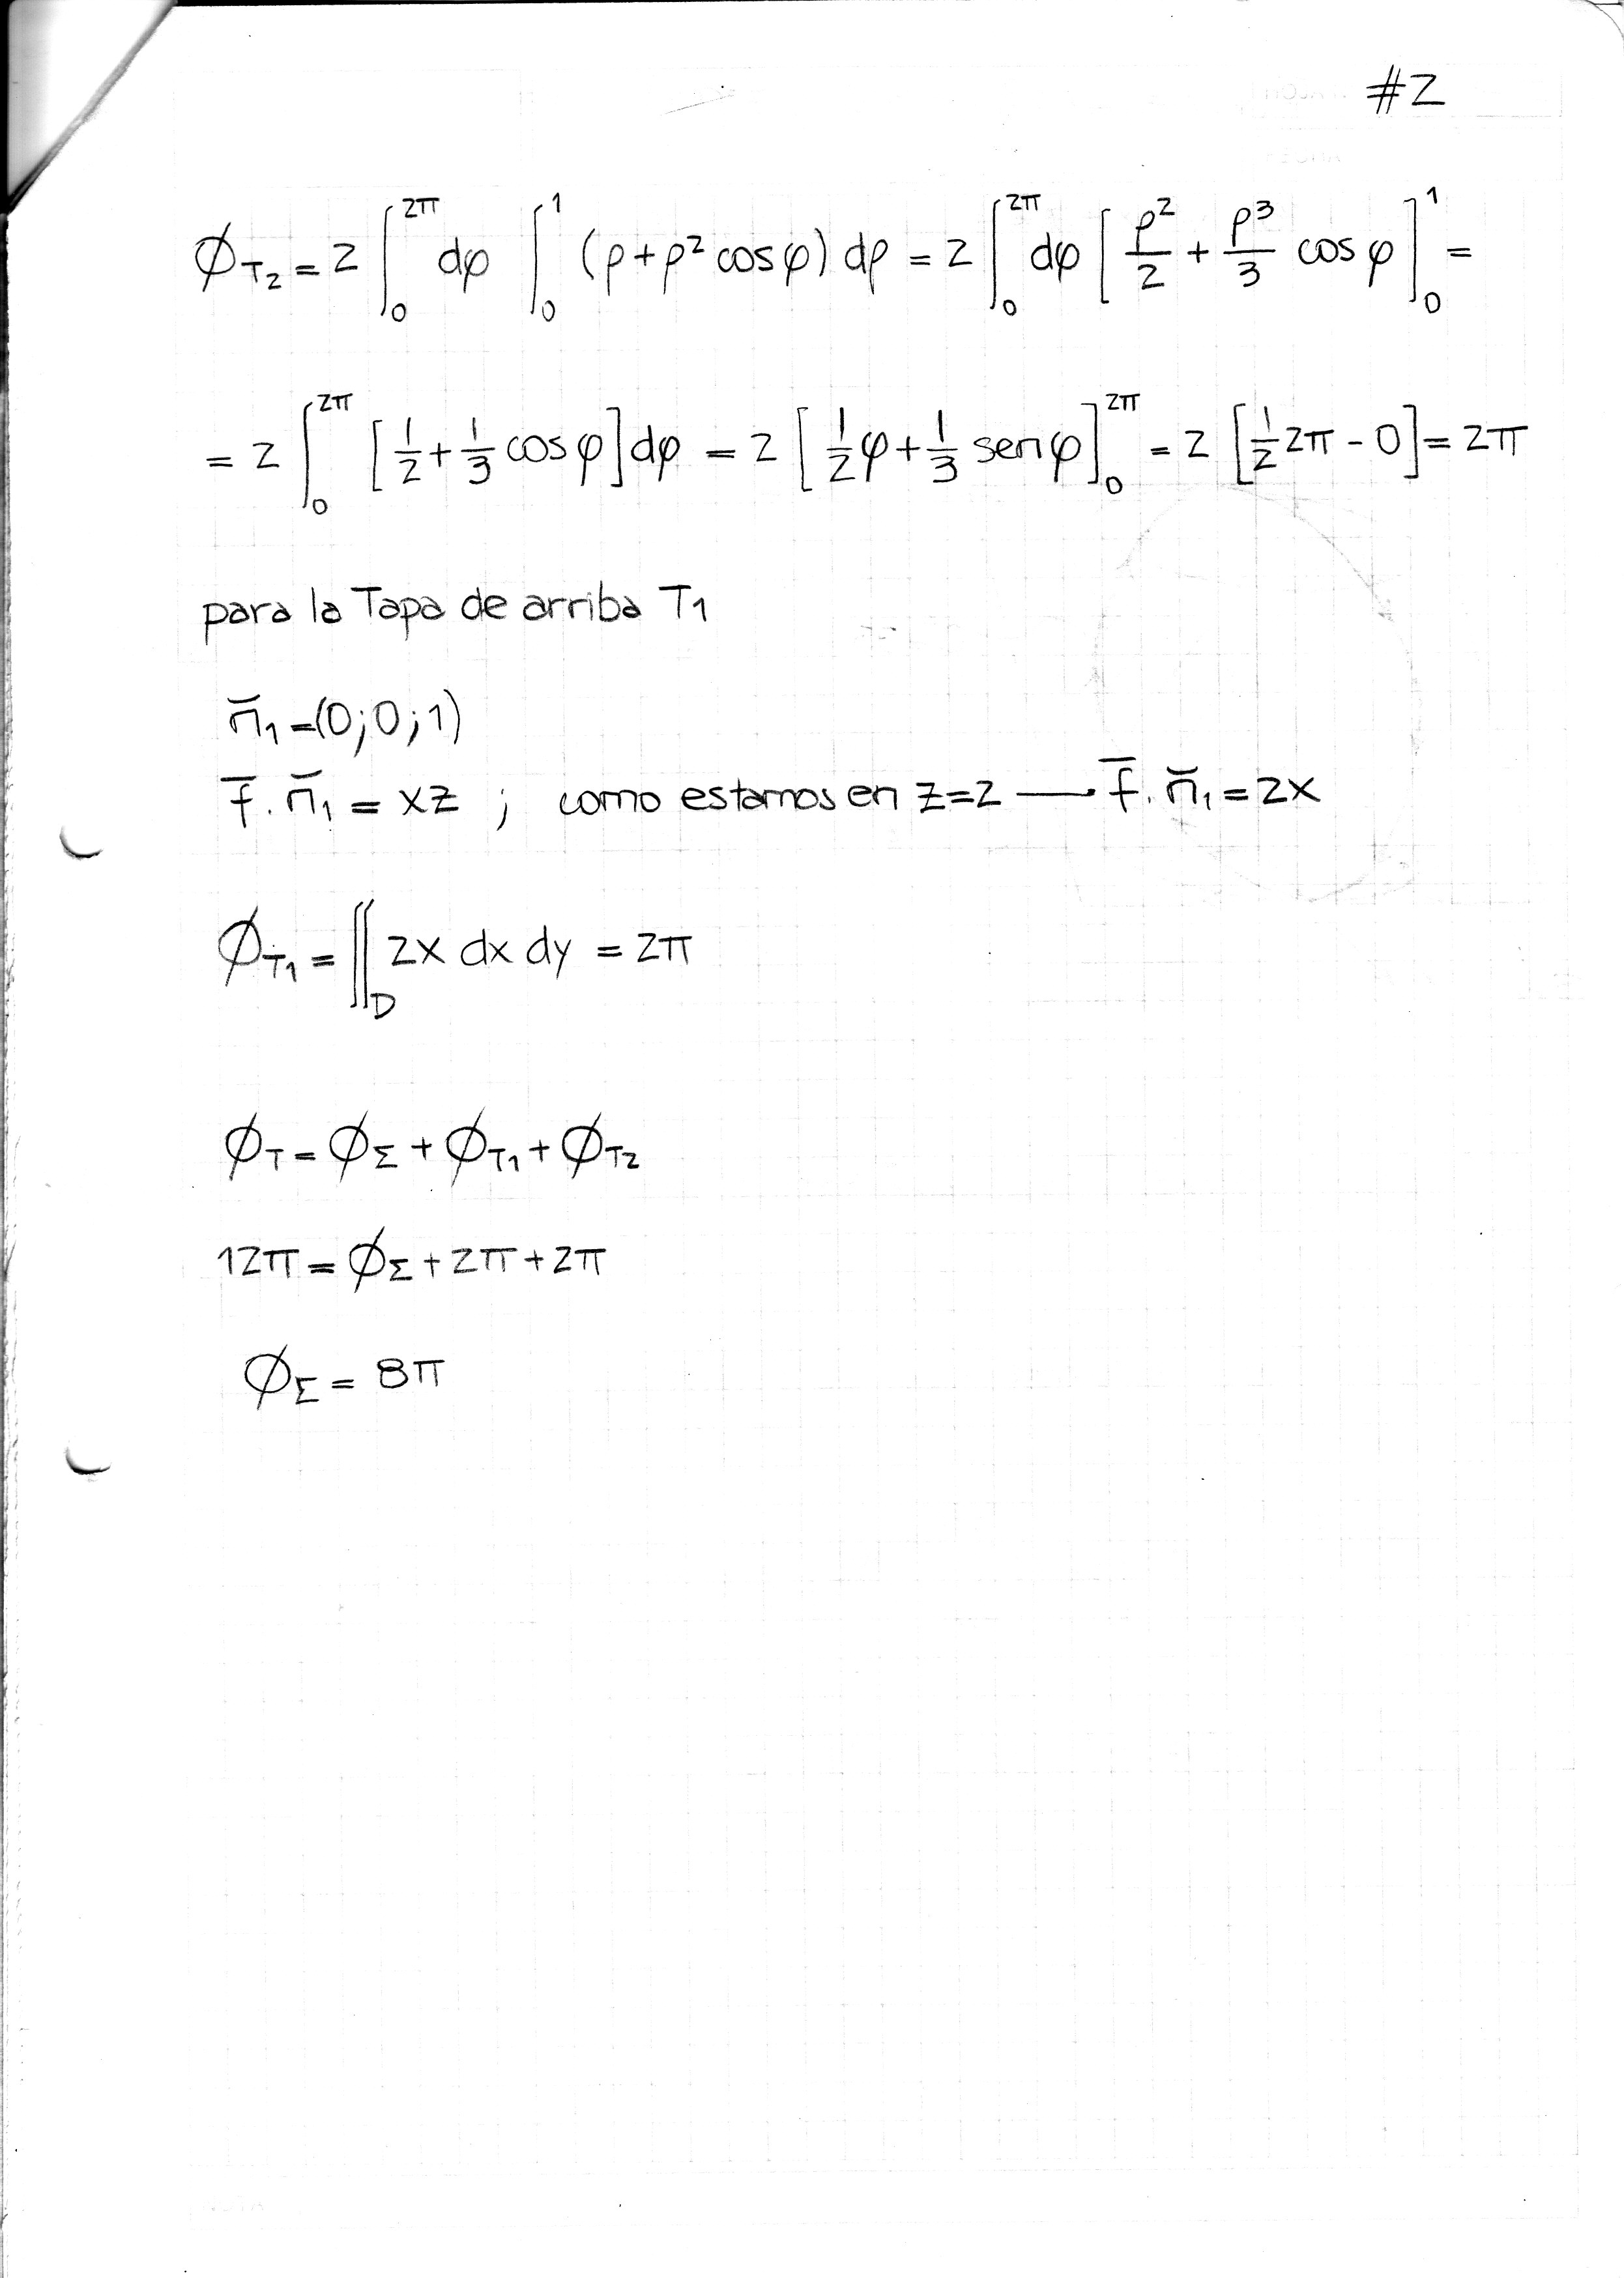 #2
∅T₂ = 2 ∫₀^2π dφ ∫₀^1 (ρ + ρ² cos φ) dρ = 2 ∫₀^2π dφ [ρ²/2 + ρ³/3 cos φ]₀^1 =
= 2 ∫₀^2π [1/2 + 1/3 cos φ] dφ = 2 [1/2 φ + 1/3 sen φ]₀^2π = 2 [1/2 2π - 0] = 2π
para la Tapa de arriba T1
n̆₁ = (0; 0; 1)
f̄ . n̆₁ = xz ; como estamos en z=2 — f̄ . n̆₁ = 2x
∅T₁ = ∬D 2x dx dy = 2π
∅T = ∅Σ + ∅T₁ + ∅T₂
12π = ∅Σ + 2π + 2π
∅Σ = 8π